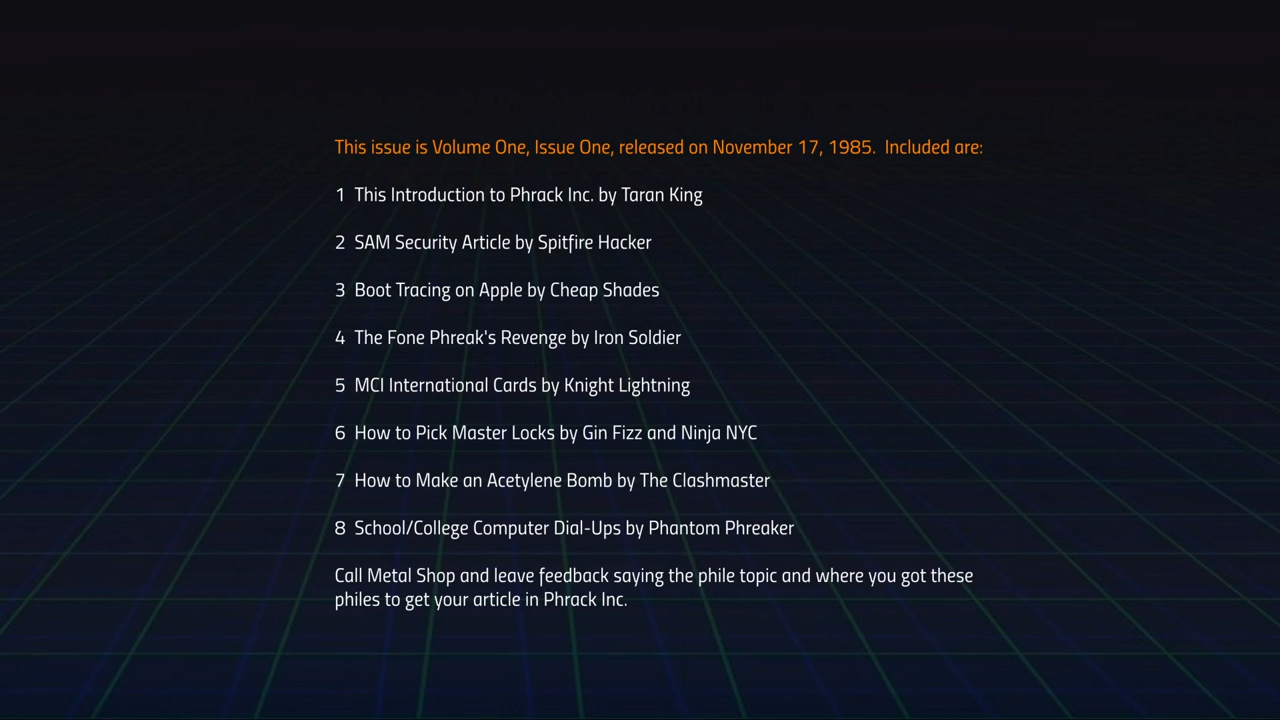 This issue is Volume One, Issue One, released on November 17, 1985.  Included are:
1  This Introduction to Phrack Inc. by Taran King
2  SAM Security Article by Spitfire Hacker
3  Boot Tracing on Apple by Cheap Shades
4  The Fone Phreak's Revenge by Iron Soldier
5  MCI International Cards by Knight Lightning
6  How to Pick Master Locks by Gin Fizz and Ninja NYC
7  How to Make an Acetylene Bomb by The Clashmaster
8  School/College Computer Dial-Ups by Phantom Phreaker
Call Metal Shop and leave feedback saying the phile topic and where you got these
philes to get your article in Phrack Inc.